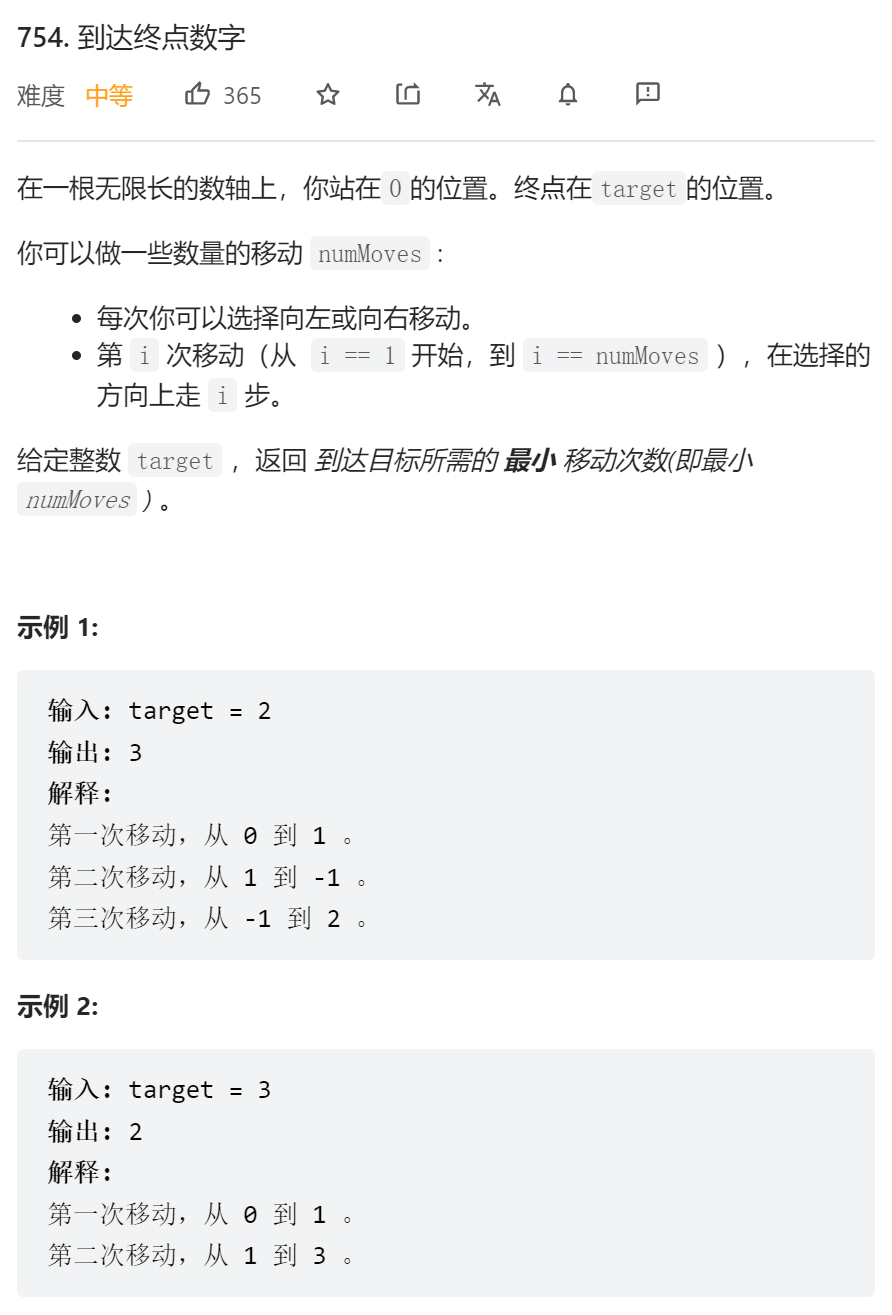 754. 到达终点数字
难度 中等 365
在一根无限长的数轴上，你站在 0 的位置。终点在 target 的位置。
你可以做一些数量的移动 numMoves :
每次你可以选择向左或向右移动。
第 i 次移动（从 i == 1 开始，到 i == numMoves ），在选择的
方向上走 i 步。
给定整数 target ，返回 到达目标所需的 最小 移动次数(即最小
numMoves ) 。
示例 1:
输入: target = 2
输出: 3
解释:
第一次移动，从 0 到 1 。
第二次移动，从 1 到 -1 。
第三次移动，从 -1 到 2 。
示例 2:
输入: target = 3
输出: 2
解释:
第一次移动，从 0 到 1 。
第二次移动，从 1 到 3 。